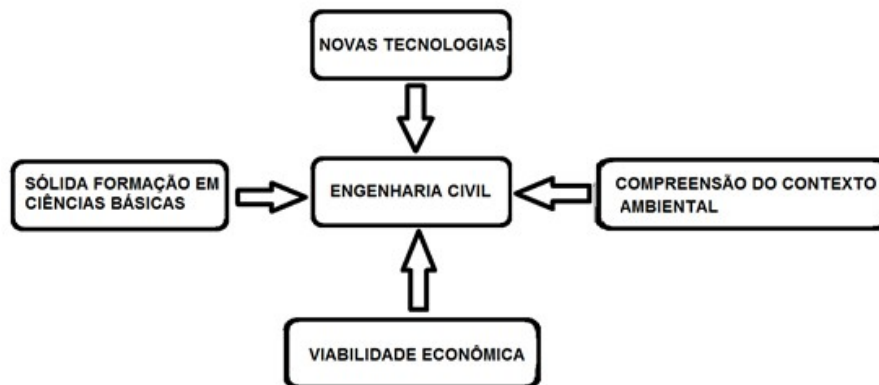 NOVAS TECNOLOGIAS
SÓLIDA FORMAÇÃO EM
CIÊNCIAS BÁSICAS
ENGENHARIA CIVIL
COMPREENSÃO DO CONTEXTO
AMBIENTAL
VIABILIDADE ECONÔMICA